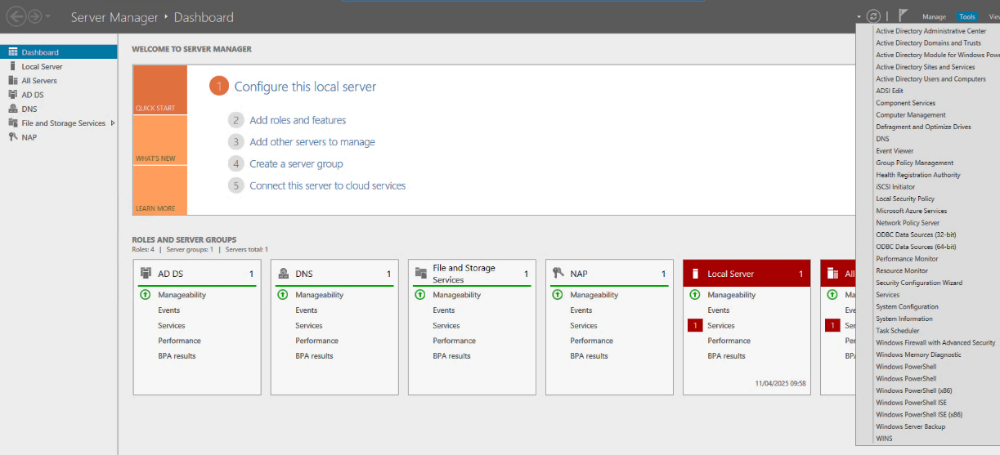 Server Manager ‣ Dashboard
Manage
Tools
Dashboard
Local Server
All Servers
AD DS
DNS
File and Storage Services
NAP
WELCOME TO SERVER MANAGER
QUICK START
WHAT'S NEW
LEARN MORE
1 Configure this local server
2 Add roles and features
3 Add other servers to manage
4 Create a server group
5 Connect this server to cloud services
ROLES AND SERVER GROUPS
Roles: 4 | Server groups: 1 | Servers total: 1
AD DS 1
Manageability
Events
Services
Performance
BPA results
DNS 1
Manageability
Events
Services
Performance
BPA results
File and Storage
Services 1
Manageability
Events
Services
Performance
BPA results
NAP 1
Manageability
Events
Services
Performance
BPA results
Local Server 1
Manageability
Events
1 Services
Performance
BPA results
11/04/2025 09:58
All
Ma
Eve
1 Ser
Per
BPA
Active Directory Administrative Center
Active Directory Domains and Trusts
Active Directory Module for Windows Powe
Active Directory Sites and Services
Active Directory Users and Computers
ADSI Edit
Component Services
Computer Management
Defragment and Optimize Drives
DNS
Event Viewer
Group Policy Management
Health Registration Authority
iSCSI Initiator
Local Security Policy
Microsoft Azure Services
Network Policy Server
ODBC Data Sources (32-bit)
ODBC Data Sources (64-bit)
Performance Monitor
Resource Monitor
Security Configuration Wizard
Services
System Configuration
System Information
Task Scheduler
Windows Firewall with Advanced Security
Windows Memory Diagnostic
Windows PowerShell
Windows PowerShell
Windows PowerShell (x86)
Windows PowerShell ISE
Windows PowerShell ISE (x86)
Windows Server Backup
WINS